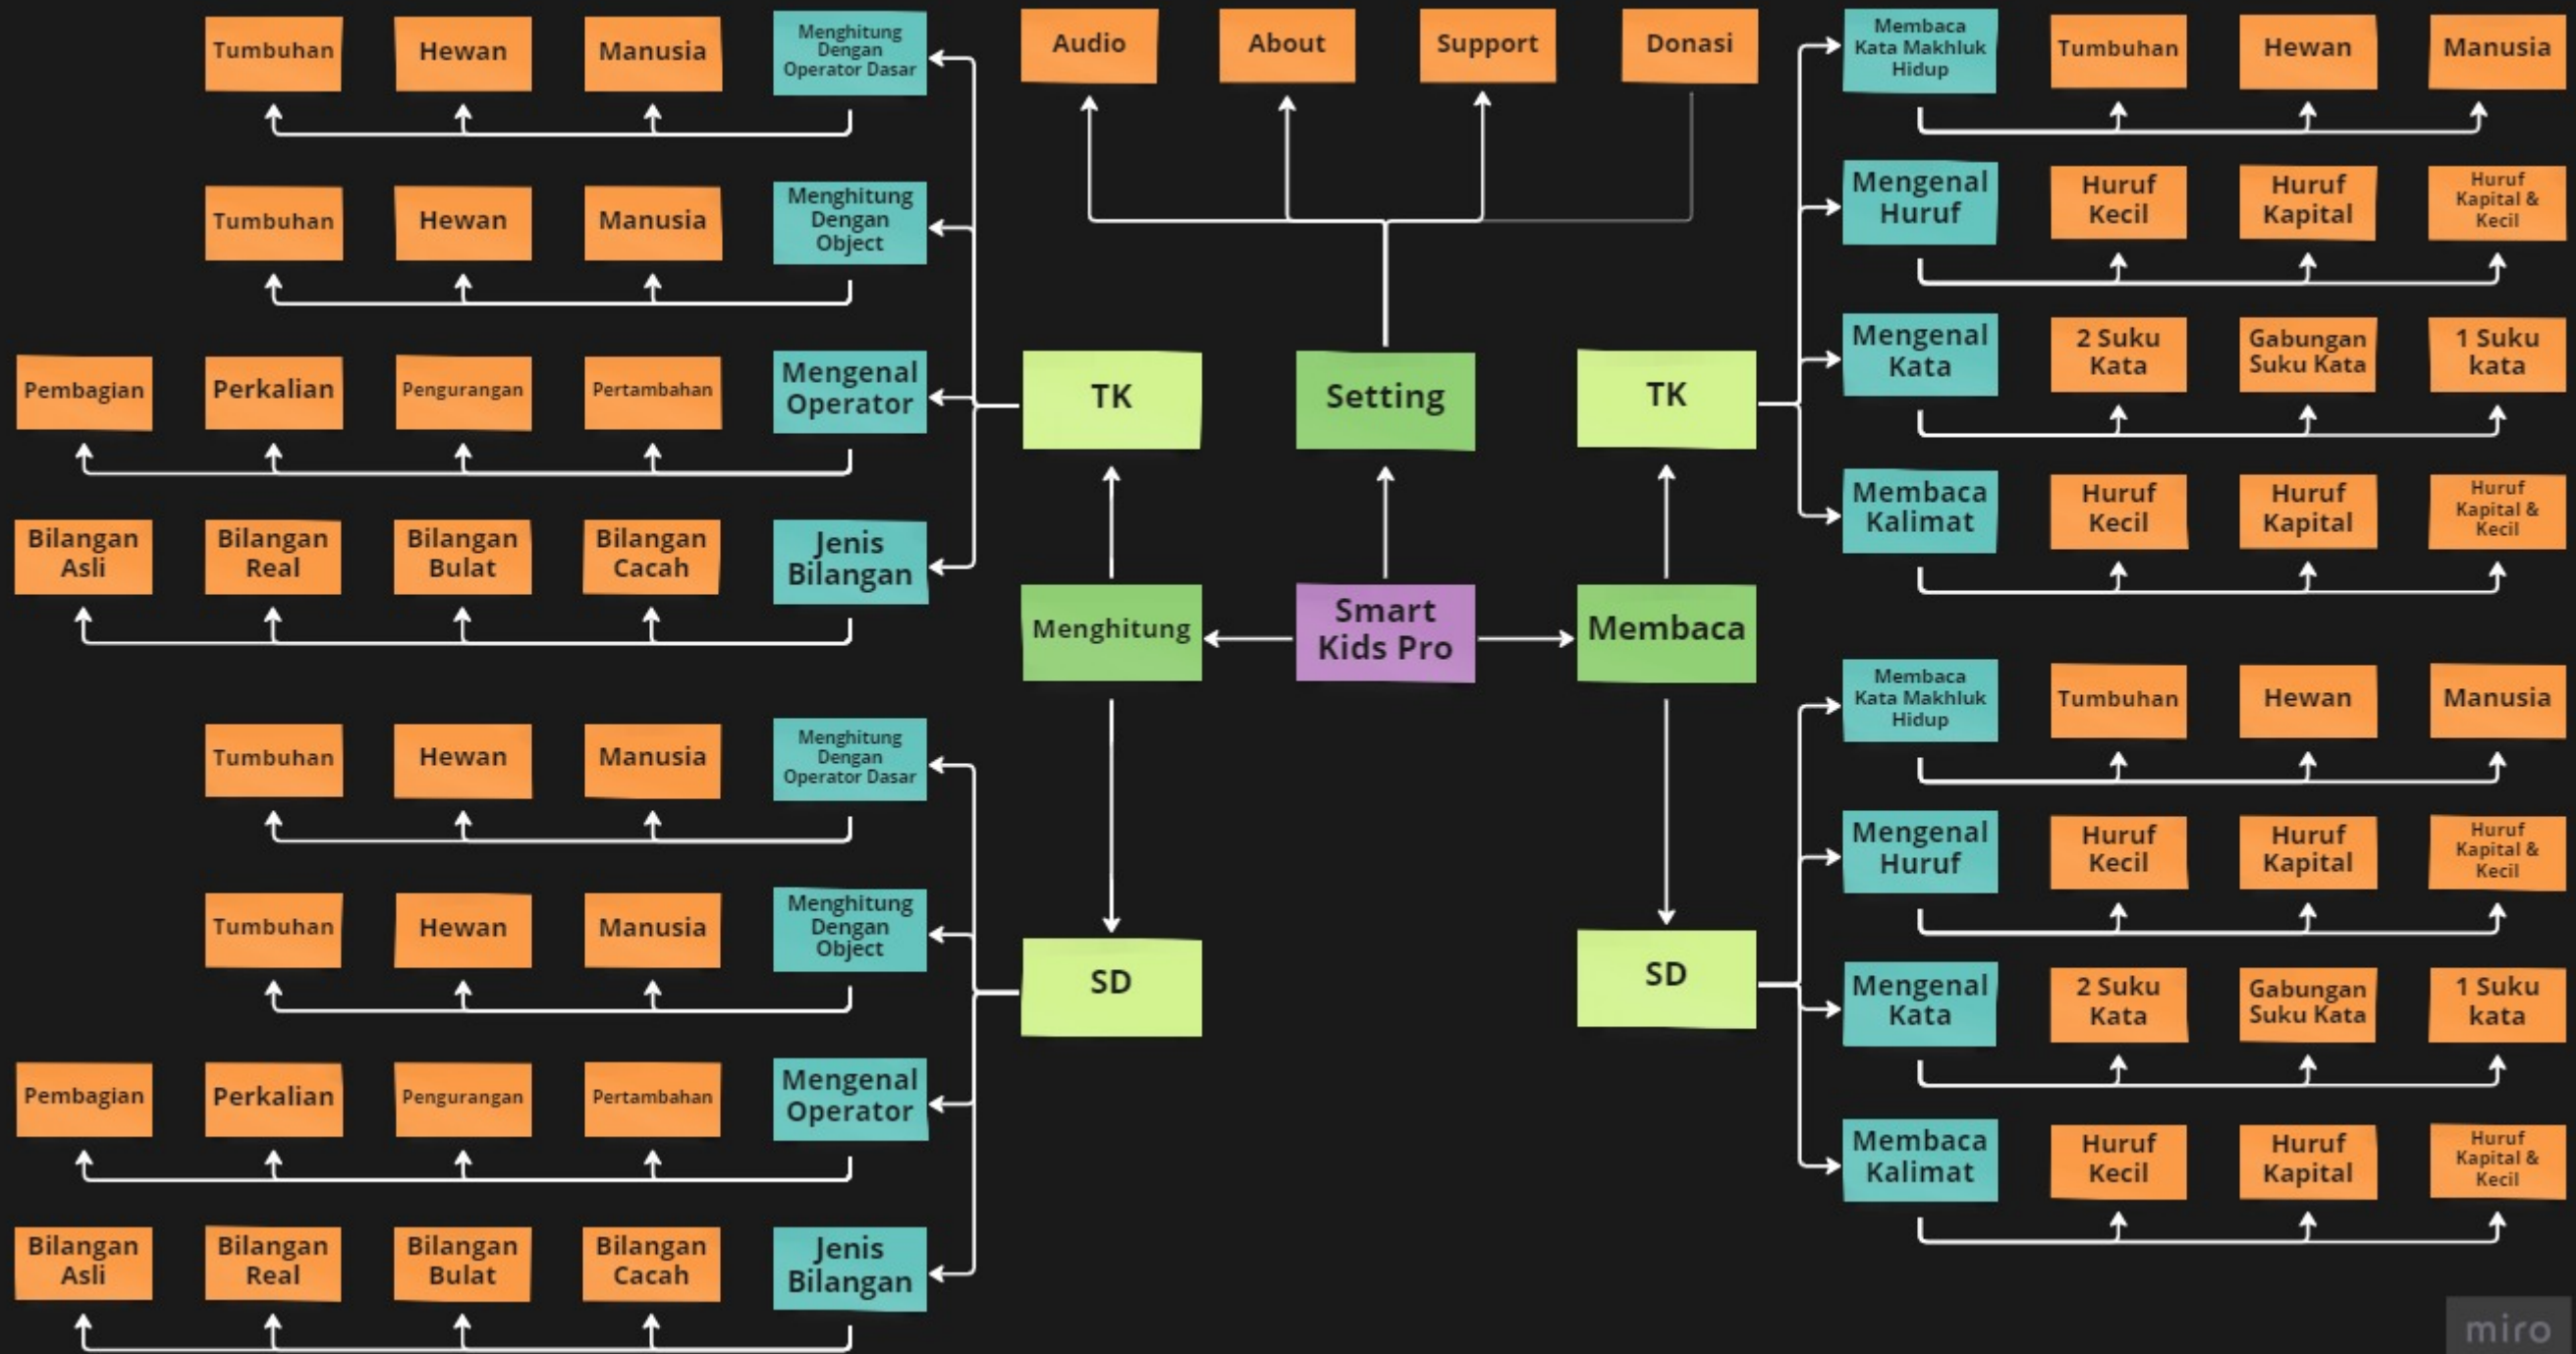 Tumbuhan
Hewan
Manusia
Menghitung
Dengan
Operator Dasar
Audio
About
Support
Donasi
Membaca
Kata Makhluk
Hidup
Tumbuhan
Hewan
Manusia
Tumbuhan
Hewan
Manusia
Menghitung
Dengan
Object
Mengenal
Huruf
Huruf
Kecil
Huruf
Kapital
Huruf
Kapital &
Kecil
Pembagian
Perkalian
Pengurangan
Pertambahan
Mengenal
Operator
TK
Setting
TK
Mengenal
Kata
2 Suku
Kata
Gabungan
Suku Kata
1 Suku
kata
Bilangan
Asli
Bilangan
Real
Bilangan
Bulat
Bilangan
Cacah
Jenis
Bilangan
Membaca
Kalimat
Huruf
Kecil
Huruf
Kapital
Huruf
Kapital &
Kecil
Menghitung
Smart
Kids Pro
Membaca
Tumbuhan
Hewan
Manusia
Menghitung
Dengan
Operator Dasar
Membaca
Kata Makhluk
Hidup
Tumbuhan
Hewan
Manusia
Tumbuhan
Hewan
Manusia
Menghitung
Dengan
Object
Mengenal
Huruf
Huruf
Kecil
Huruf
Kapital
Huruf
Kapital &
Kecil
SD
SD
Mengenal
Kata
2 Suku
Kata
Gabungan
Suku Kata
1 Suku
kata
Pembagian
Perkalian
Pengurangan
Pertambahan
Mengenal
Operator
Membaca
Kalimat
Huruf
Kecil
Huruf
Kapital
Huruf
Kapital &
Kecil
Bilangan
Asli
Bilangan
Real
Bilangan
Bulat
Bilangan
Cacah
Jenis
Bilangan
miro